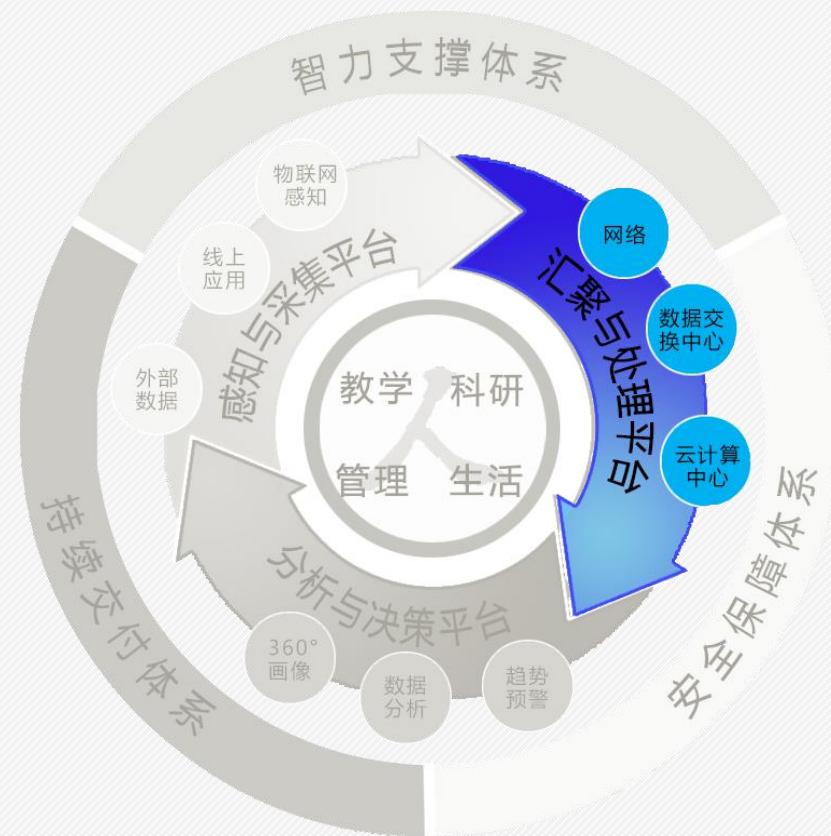 智力支撑体系
物联网
感知
线上
应用
外部
数据
感知与采集平台
网络
数据交
换中心
云计算
中心
汇聚与处理平台
人
教学 科研
管理 生活
分析与决策平台
360°
画像
数据
分析
趋势
预警
持续交付体系
安全保障体系